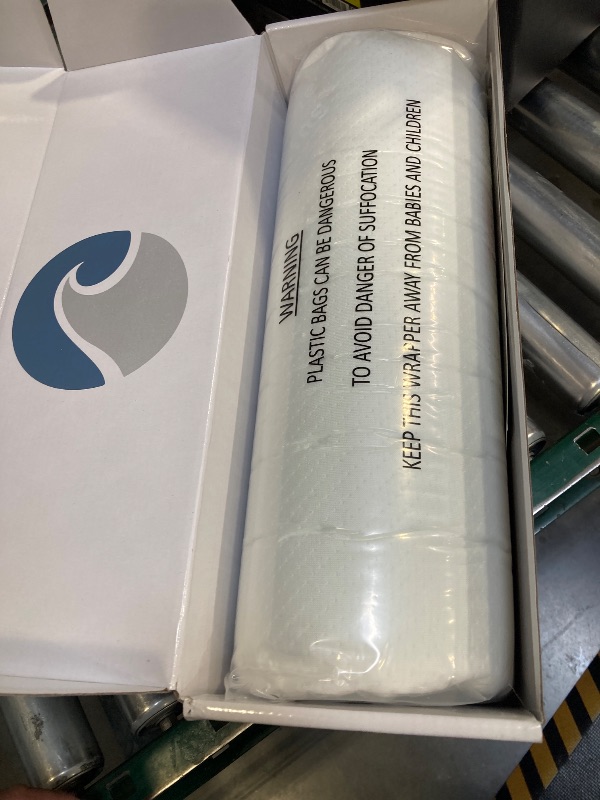 WARNING
PLASTIC BAGS CAN BE DANGEROUS
TO AVOID DANGER OF SUFFOCATION
KEEP THIS WRAPPER AWAY FROM BABIES AND CHILDREN